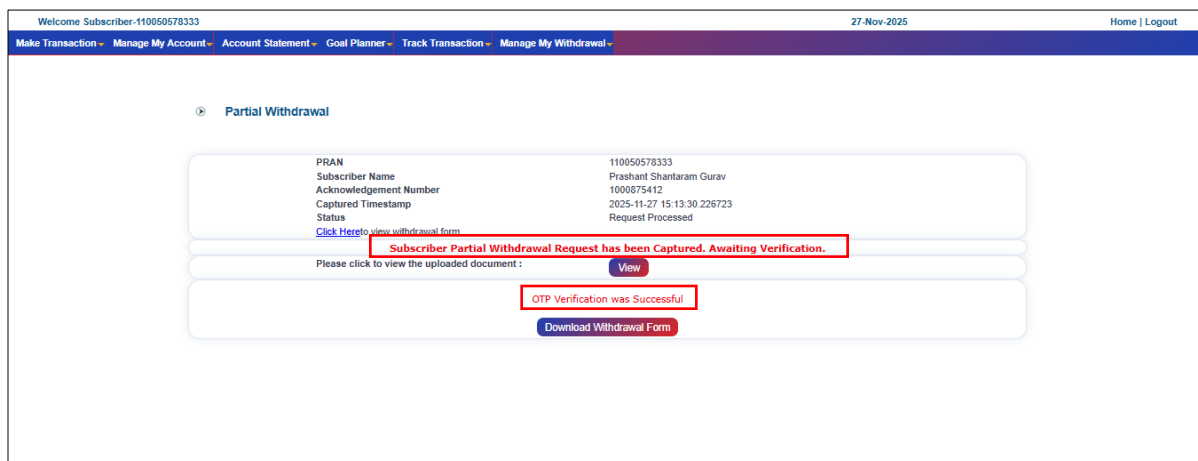 Welcome Subscriber-110050578333 27-Nov-2025 Home | Logout
Make Transaction Manage My Account Account Statement Goal Planner Track Transaction Manage My Withdrawal
Partial Withdrawal
PRAN 110050578333
Subscriber Name Prashant Shantaram Gurav
Acknowledgement Number 1000875412
Captured Timestamp 2025-11-27 15:13:30.226723
Status Request Processed
Click Hereto view withdrawal form
Subscriber Partial Withdrawal Request has been Captured. Awaiting Verification.
Please click to view the uploaded document : View
OTP Verification was Successful
Download Withdrawal Form